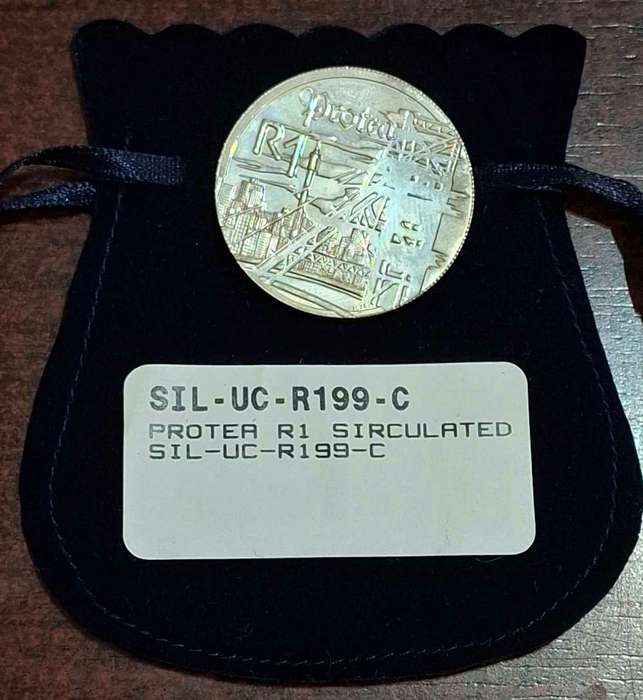 Protea
R1
SIL-UC-R199-C
PROTEA R1 SIRCULATED
SIL-UC-R199-C